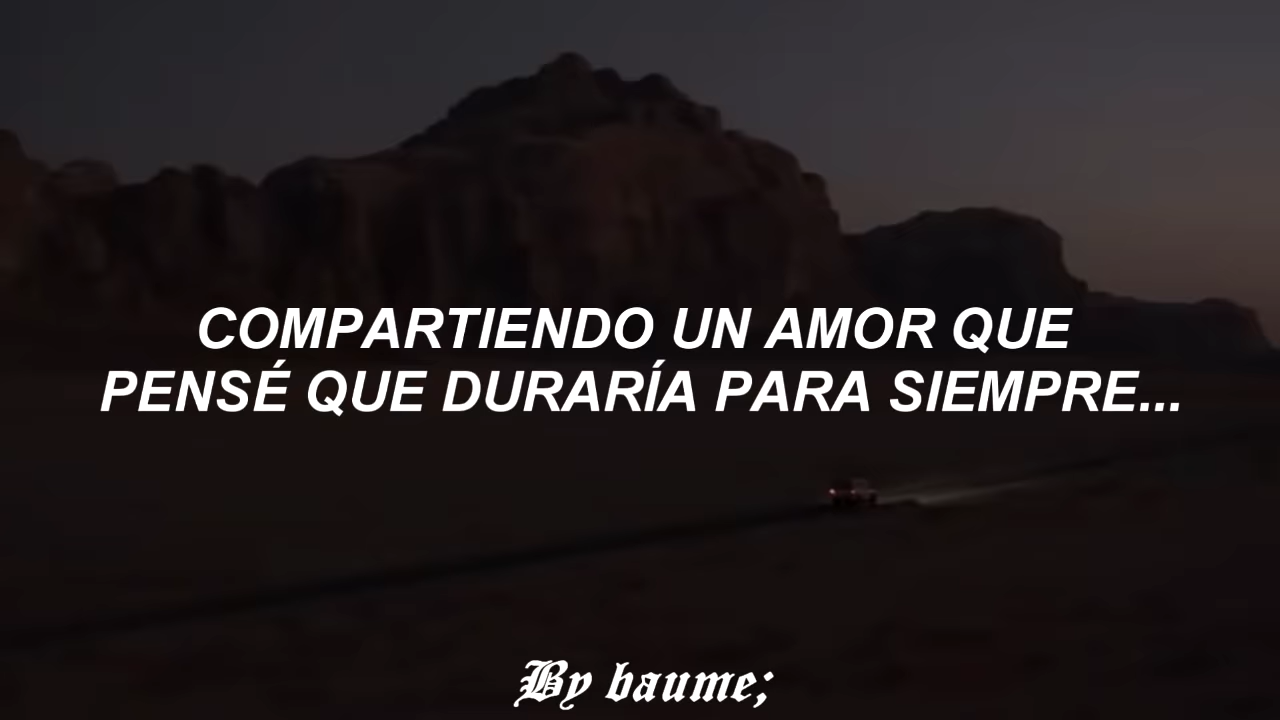 COMPARTIENDO UN AMOR QUE
PENSÉ QUE DURARÍA PARA SIEMPRE...
By baume;